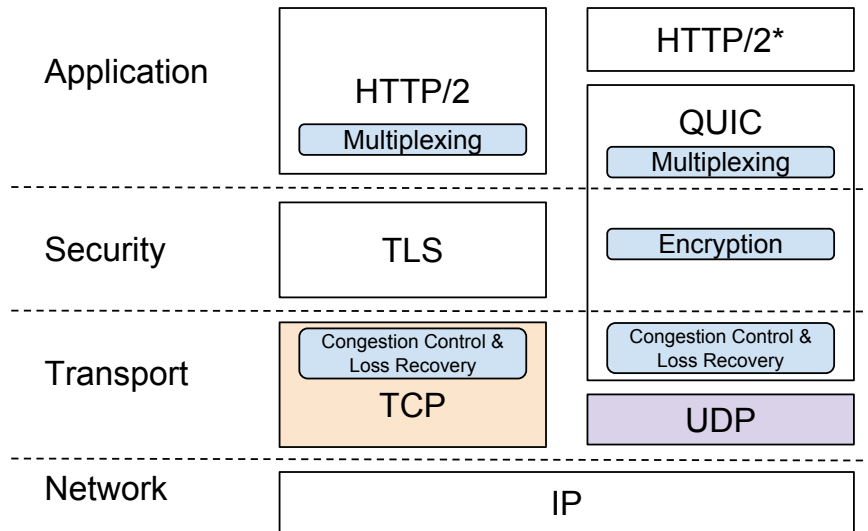 Application
HTTP/2
Multiplexing
HTTP/2*
QUIC
Multiplexing
Security
TLS
Encryption
Transport
Congestion Control &
Loss Recovery
TCP
Congestion Control &
Loss Recovery
UDP
Network
IP